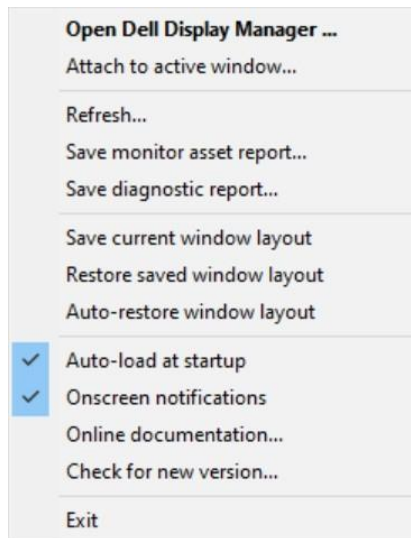 Open Dell Display Manager ...
Attach to active window...
Refresh...
Save monitor asset report...
Save diagnostic report...
Save current window layout
Restore saved window layout
Auto-restore window layout
Auto-load at startup
Onscreen notifications
Online documentation...
Check for new version...
Exit